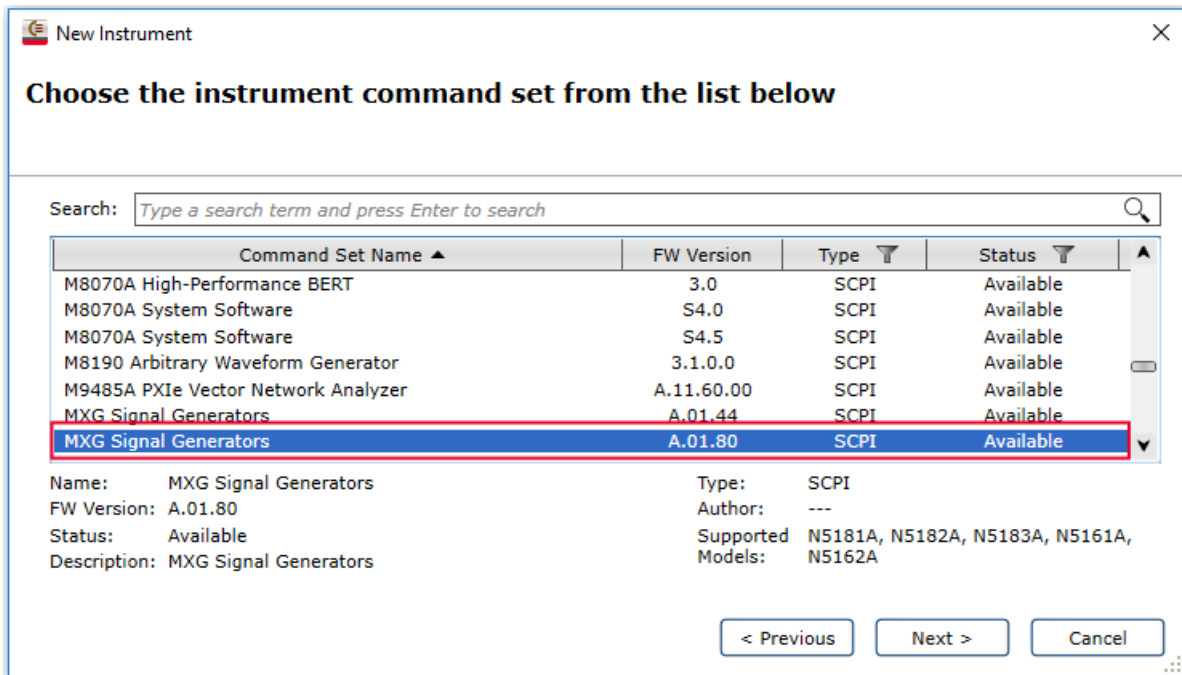 New Instrument
Choose the instrument command set from the list below
Search: Type a search term and press Enter to search
Command Set Name FW Version Type Status
M8070A High-Performance BERT 3.0 SCPI Available
M8070A System Software S4.0 SCPI Available
M8070A System Software S4.5 SCPI Available
M8190 Arbitrary Waveform Generator 3.1.0.0 SCPI Available
M9485A PXIe Vector Network Analyzer A.11.60.00 SCPI Available
MXG Signal Generators A.01.44 SCPI Available
MXG Signal Generators A.01.80 SCPI Available
Name: MXG Signal Generators Type: SCPI
FW Version: A.01.80 Author: ---
Status: Available Supported N5181A, N5182A, N5183A, N5161A,
Description: MXG Signal Generators Models: N5162A
< Previous Next > Cancel